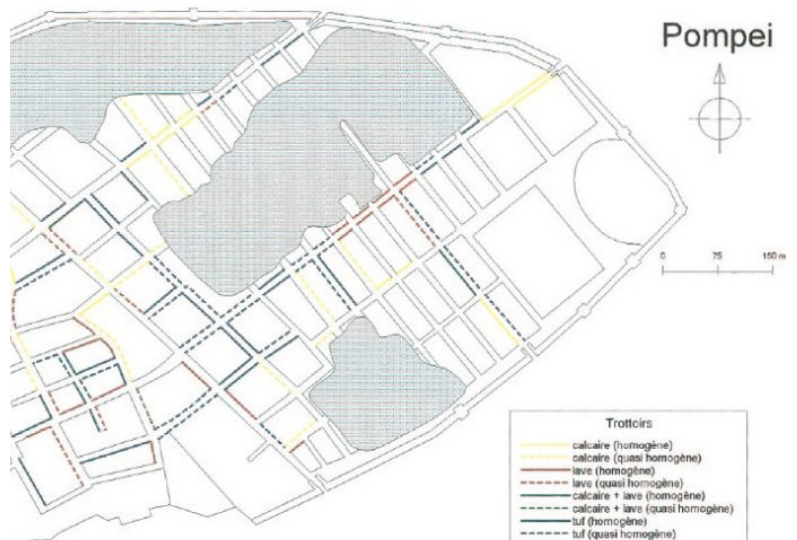 Pompei
0 75 150 m
Trottoirs
calcaire (homogène)
calcaire (quasi homogène)
lave (homogène)
lave (quasi homogène)
calcaire + lave (homogène)
calcaire + lave (quasi homogène)
tuf (homogène)
tuf (quasi homogène)